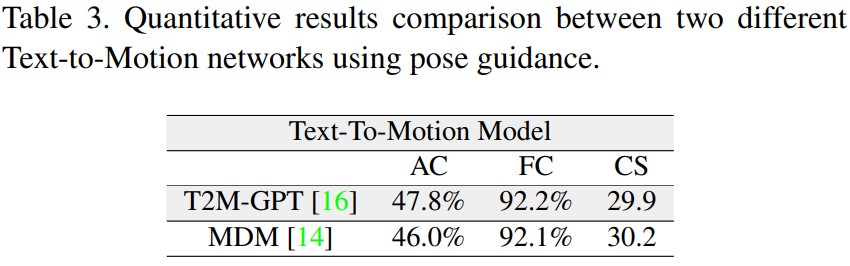 Table 3. Quantitative results comparison between two different
Text-to-Motion networks using pose guidance.
Text-To-Motion Model
AC FC CS
T2M-GPT [16] 47.8% 92.2% 29.9
MDM [14] 46.0% 92.1% 30.2